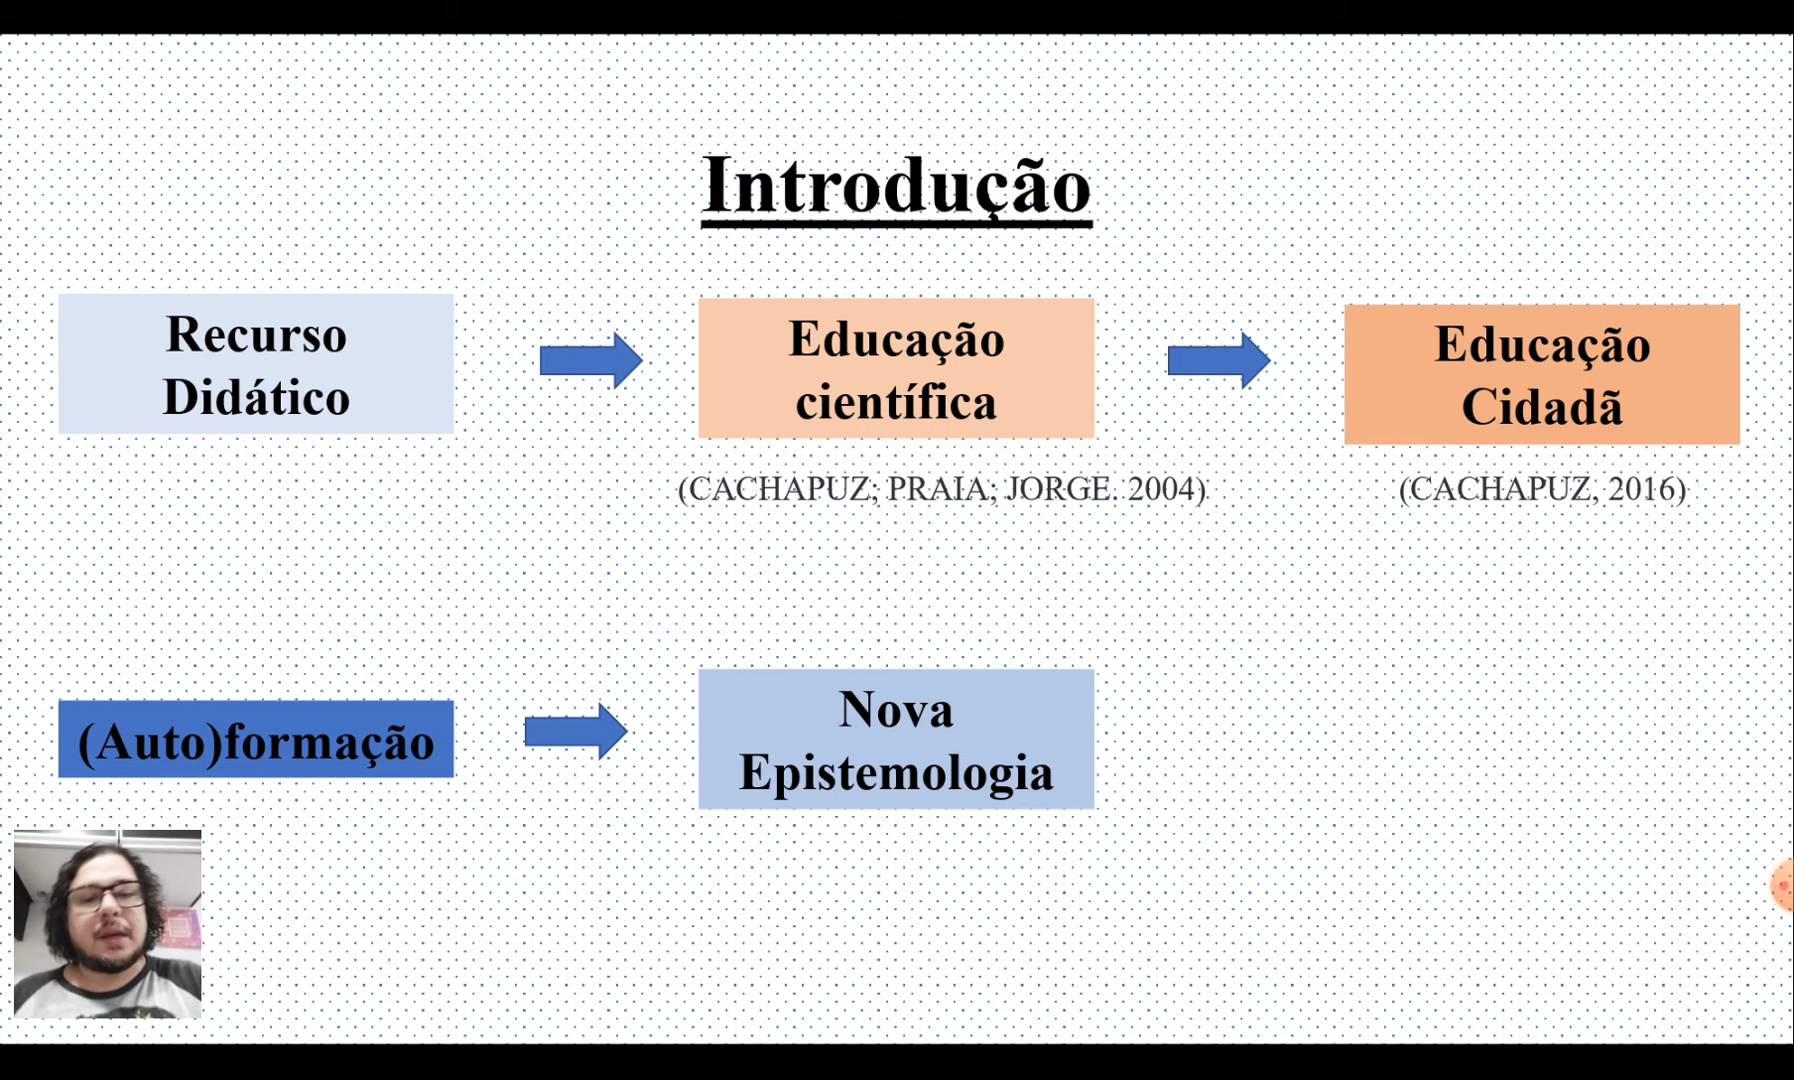 Introdução
Recurso
Didático
Educação
científica
Educação
Cidadã
(CACHAPUZ; PRAIA; JORGE. 2004)
(CACHAPUZ, 2016)
(Auto)formação
Nova
Epistemologia